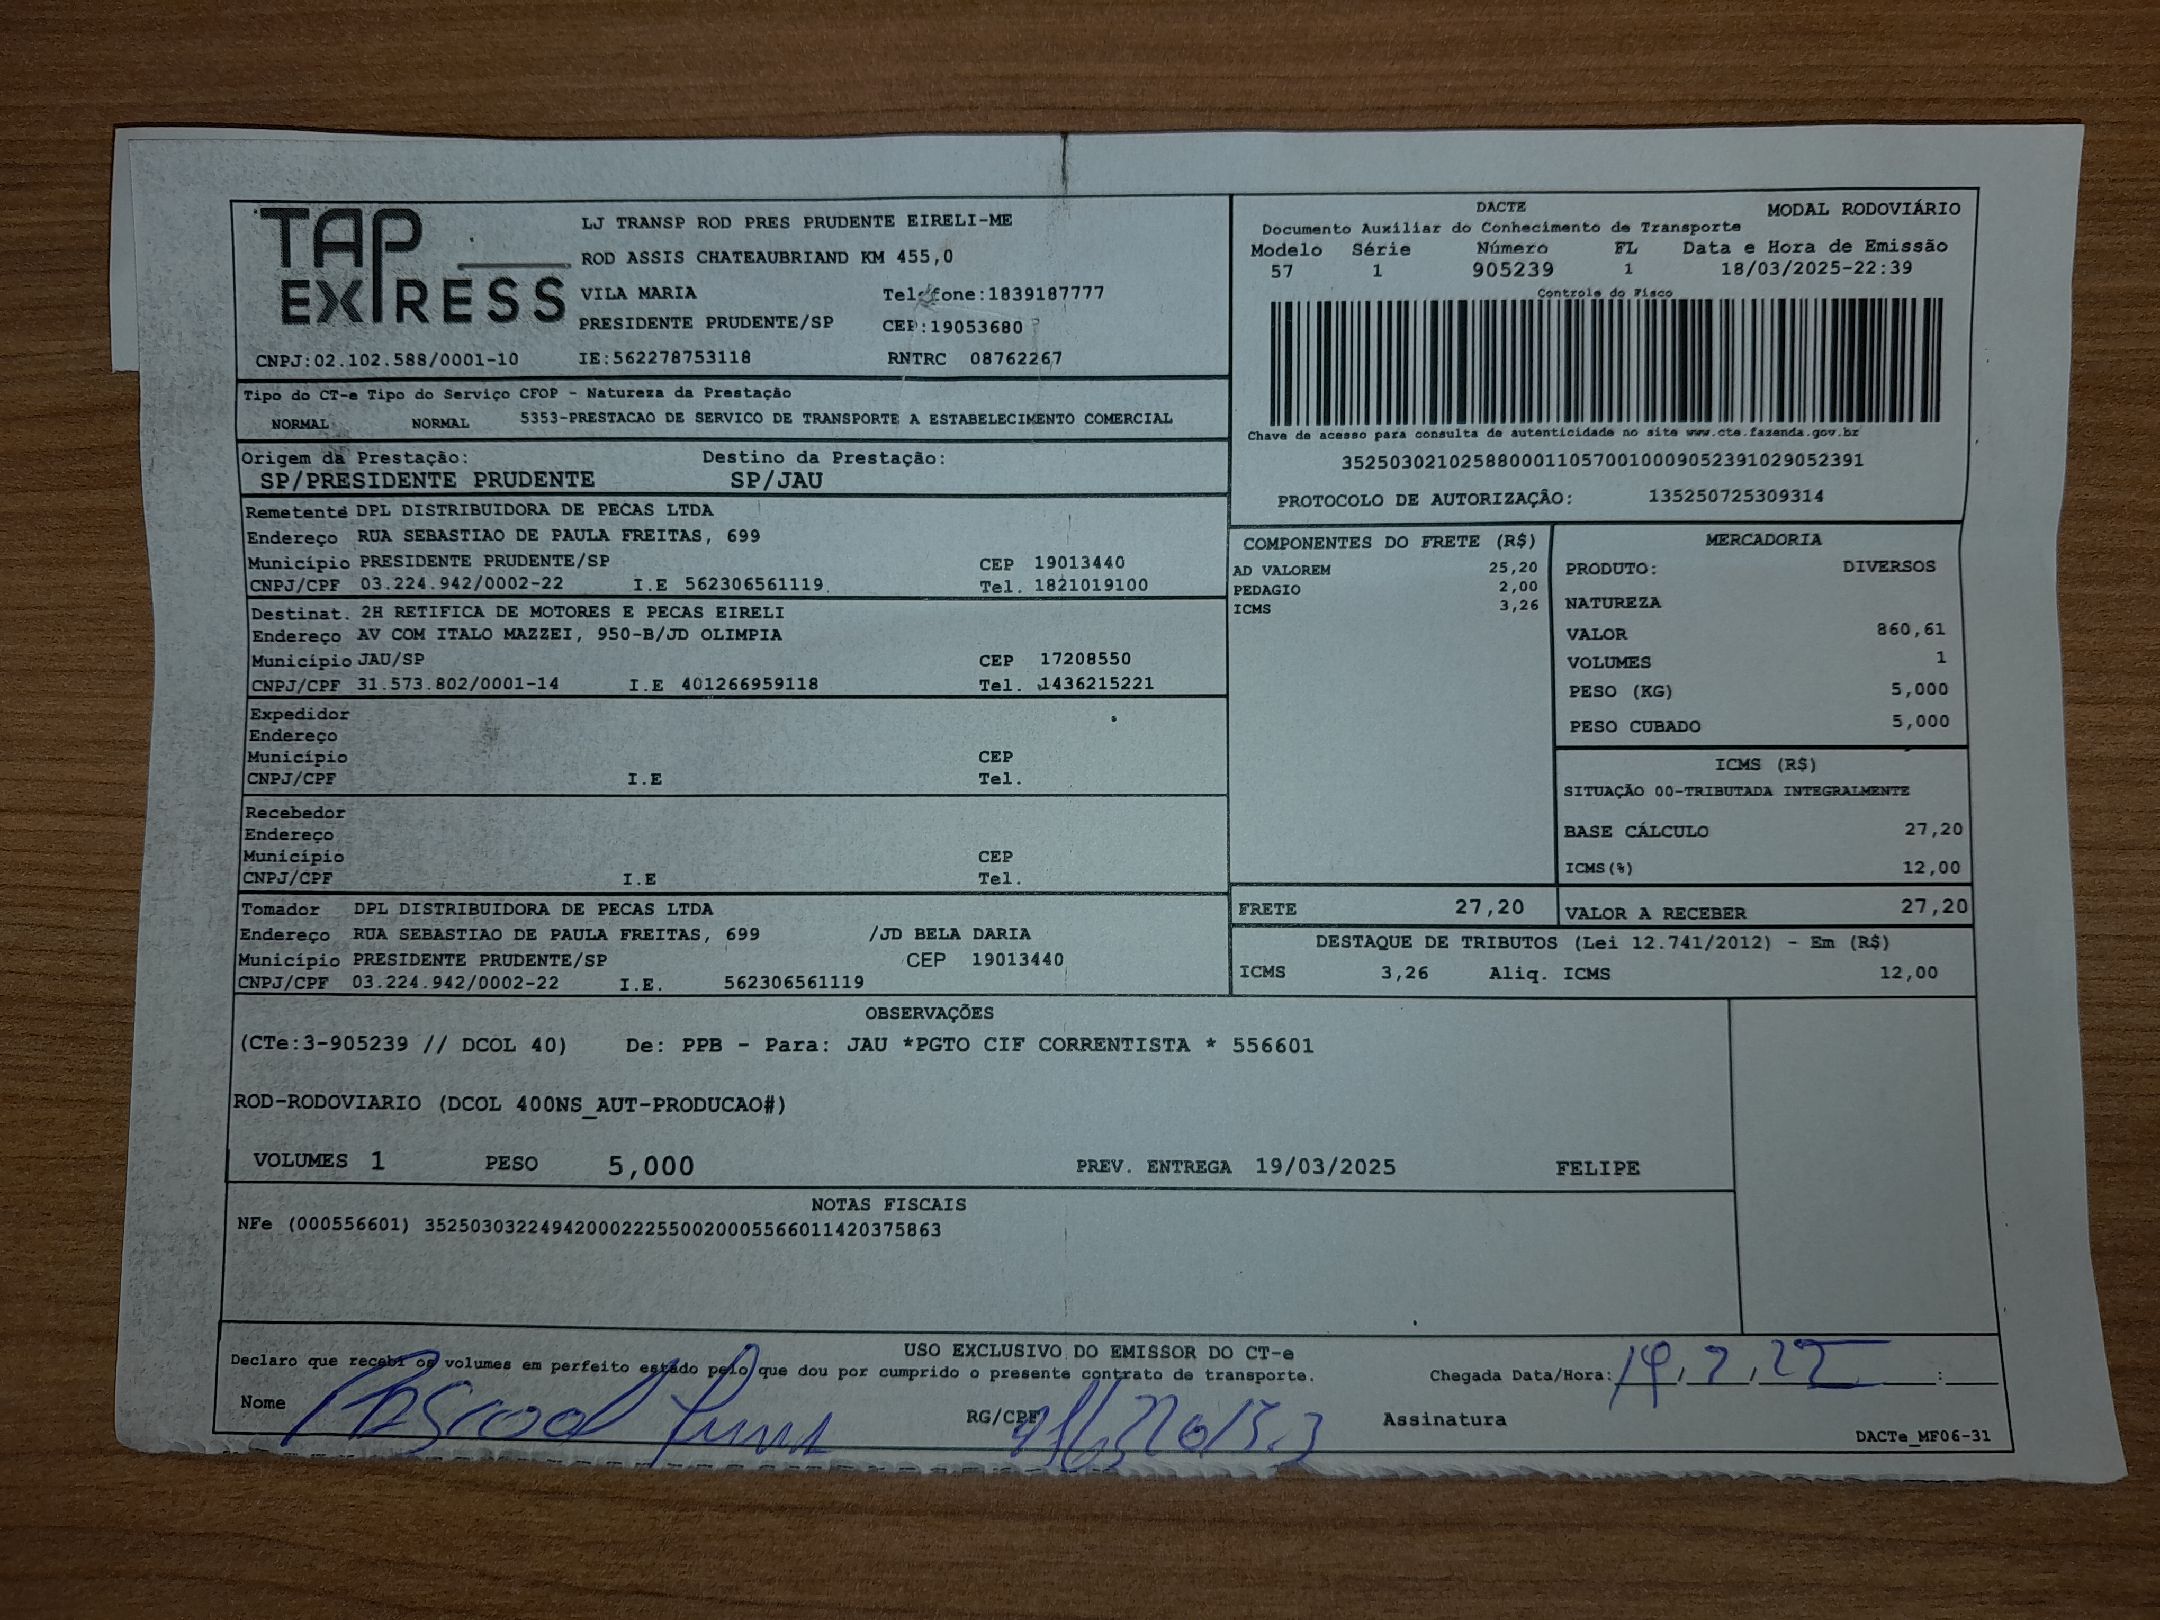 TAP EXPRESS
LJ TRANSP ROD PRES PRUDENTE EIRELI-ME
ROD ASSIS CHATEAUBRIAND KM 455,0
VILA MARIA Telefone:1839187777
PRESIDENTE PRUDENTE/SP CEP:19053680
CNPJ:02.102.588/0001-10 IE:562278753118 RNTRC 08762267
DACTE MODAL RODOVIÁRIO
Documento Auxiliar do Conhecimento de Transporte
Modelo Série Número FL Data e Hora de Emissão
57 1 905239 1 18/03/2025-22:39
Controle do Fisco
Chave de acesso para consulta de autenticidade no site www.cte.fazenda.gov.br
35250302102588000110570010009052391029052391
PROTOCOLO DE AUTORIZAÇÃO: 135250725309314
Tipo do CT-e Tipo do Serviço CFOP - Natureza da Prestação
NORMAL NORMAL 5353-PRESTACAO DE SERVICO DE TRANSPORTE A ESTABELECIMENTO COMERCIAL
Origem da Prestação: Destino da Prestação:
SP/PRESIDENTE PRUDENTE SP/JAU
Remetente DPL DISTRIBUIDORA DE PECAS LTDA
Endereço RUA SEBASTIAO DE PAULA FREITAS, 699
Município PRESIDENTE PRUDENTE/SP CEP 19013440
CNPJ/CPF 03.224.942/0002-22 I.E 562306561119 Tel. 1821019100
Destinat. 2H RETIFICA DE MOTORES E PECAS EIRELI
Endereço AV COM ITALO MAZZEI, 950-B/JD OLIMPIA
Município JAU/SP CEP 17208550
CNPJ/CPF 31.573.802/0001-14 I.E 401266959118 Tel. 1436215221
Expedidor
Endereço
Município CEP
CNPJ/CPF I.E Tel.
Recebedor
Endereço
Município CEP
CNPJ/CPF I.E Tel.
Tomador DPL DISTRIBUIDORA DE PECAS LTDA
Endereço RUA SEBASTIAO DE PAULA FREITAS, 699 /JD BELA DARIA
Município PRESIDENTE PRUDENTE/SP CEP 19013440
CNPJ/CPF 03.224.942/0002-22 I.E. 562306561119
COMPONENTES DO FRETE (R$)
AD VALOREM 25,20
PEDAGIO 2,00
ICMS 3,26
MERCADORIA
PRODUTO: DIVERSOS
NATUREZA
VALOR 860,61
VOLUMES 1
PESO (KG) 5,000
PESO CUBADO 5,000
ICMS (R$)
SITUAÇÃO 00-TRIBUTADA INTEGRALMENTE
BASE CÁLCULO 27,20
ICMS(%) 12,00
FRETE 27,20 VALOR A RECEBER 27,20
DESTAQUE DE TRIBUTOS (Lei 12.741/2012) - Em (R$)
ICMS 3,26 Aliq. ICMS 12,00
OBSERVAÇÕES
(CTe:3-905239 // DCOL 40) De: PPB - Para: JAU *PGTO CIF CORRENTISTA * 556601
ROD-RODOVIARIO (DCOL 400NS_AUT-PRODUCAO#)
VOLUMES 1 PESO 5,000 PREV. ENTREGA 19/03/2025 FELIPE
NOTAS FISCAIS
NFe (000556601) 35250303224942000222550020005566011420375863
USO EXCLUSIVO DO EMISSOR DO CT-e
Declaro que recebi os volumes em perfeito estado pelo que dou por cumprido o presente contrato de transporte.
Chegada Data/Hora:
Nome RG/CPF Assinatura
DACTe_MF06-31